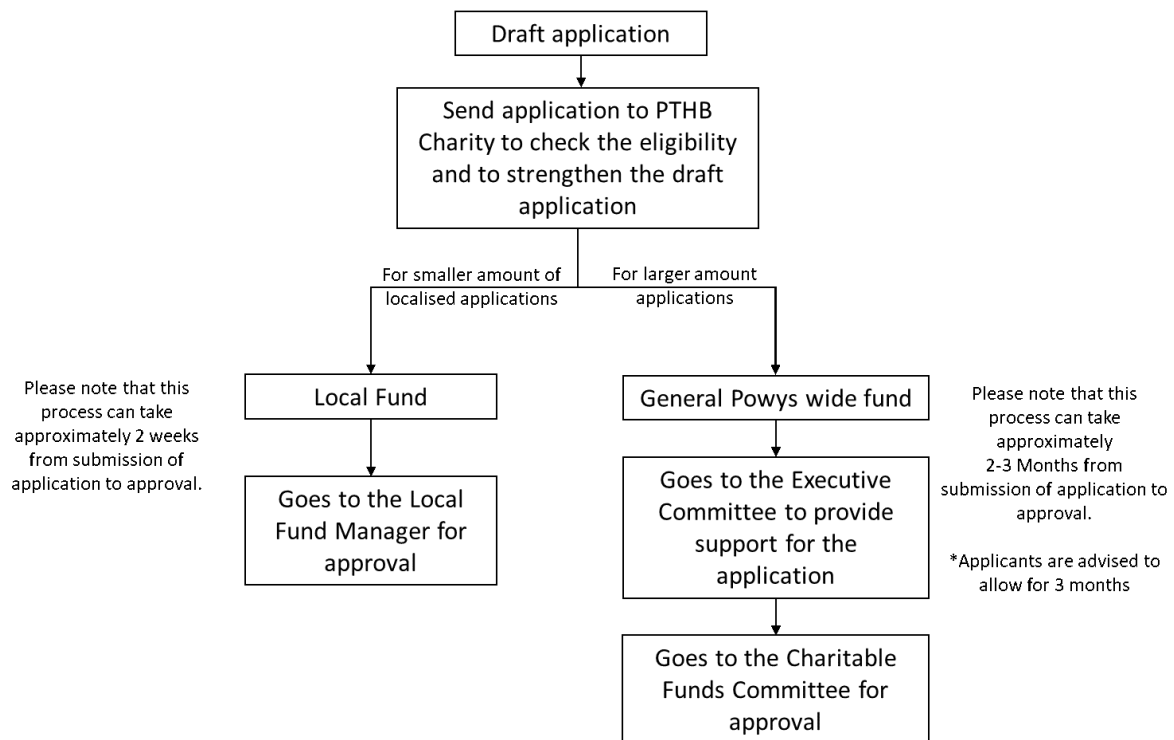 Draft application
Send application to PTHB
Charity to check the eligibility
and to strengthen the draft
application
For smaller amount of
localised applications
For larger amount
applications
Please note that this
process can take
approximately 2 weeks
from submission of
application to approval.
Local Fund
Goes to the Local
Fund Manager for
approval
General Powys wide fund
Goes to the Executive
Committee to provide
support for the
application
Goes to the Charitable
Funds Committee for
approval
Please note that this
process can take
approximately
2-3 Months from
submission of application to
approval.
*Applicants are advised to
allow for 3 months